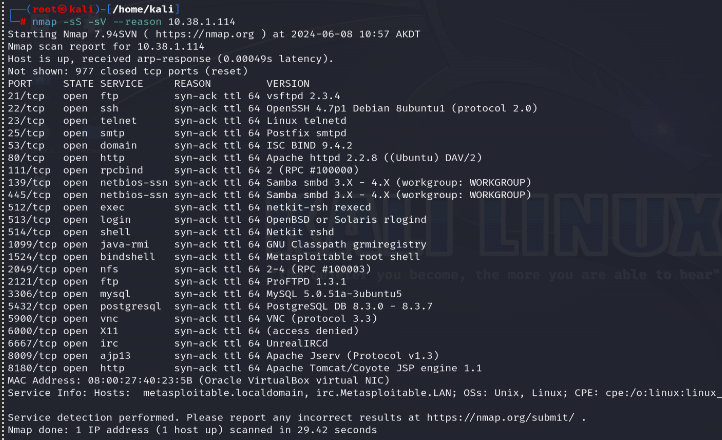 (root㉿kali)-[/home/kali]
# nmap -sS -sV --reason 10.38.1.114
Starting Nmap 7.94SVN ( https://nmap.org ) at 2024-06-08 10:57 AKDT
Nmap scan report for 10.38.1.114
Host is up, received arp-response (0.00049s latency).
Not shown: 977 closed tcp ports (reset)
PORT STATE SERVICE REASON VERSION
21/tcp open ftp syn-ack ttl 64 vsftpd 2.3.4
22/tcp open ssh syn-ack ttl 64 OpenSSH 4.7p1 Debian 8ubuntu1 (protocol 2.0)
23/tcp open telnet syn-ack ttl 64 Linux telnetd
25/tcp open smtp syn-ack ttl 64 Postfix smtpd
53/tcp open domain syn-ack ttl 64 ISC BIND 9.4.2
80/tcp open http syn-ack ttl 64 Apache httpd 2.2.8 ((Ubuntu) DAV/2)
111/tcp open rpcbind syn-ack ttl 64 2 (RPC #100000)
139/tcp open netbios-ssn syn-ack ttl 64 Samba smbd 3.X - 4.X (workgroup: WORKGROUP)
445/tcp open netbios-ssn syn-ack ttl 64 Samba smbd 3.X - 4.X (workgroup: WORKGROUP)
512/tcp open exec syn-ack ttl 64 netkit-rsh rexecd
513/tcp open login syn-ack ttl 64 OpenBSD or Solaris rlogind
514/tcp open shell syn-ack ttl 64 Netkit rshd
1099/tcp open java-rmi syn-ack ttl 64 GNU Classpath grmiregistry
1524/tcp open bindshell syn-ack ttl 64 Metasploitable root shell
2049/tcp open nfs syn-ack ttl 64 2-4 (RPC #100003)
2121/tcp open ftp syn-ack ttl 64 ProFTPD 1.3.1
3306/tcp open mysql syn-ack ttl 64 MySQL 5.0.51a-3ubuntu5
5432/tcp open postgresql syn-ack ttl 64 PostgreSQL DB 8.3.0 - 8.3.7
5900/tcp open vnc syn-ack ttl 64 VNC (protocol 3.3)
6000/tcp open X11 syn-ack ttl 64 (access denied)
6667/tcp open irc syn-ack ttl 64 UnrealIRCd
8009/tcp open ajp13 syn-ack ttl 64 Apache Jserv (Protocol v1.3)
8180/tcp open http syn-ack ttl 64 Apache Tomcat/Coyote JSP engine 1.1
MAC Address: 08:00:27:40:23:5B (Oracle VirtualBox virtual NIC)
Service Info: Hosts:  metasploitable.localdomain, irc.Metasploitable.LAN; OSs: Unix, Linux; CPE: cpe:/o:linux:linux_
Service detection performed. Please report any incorrect results at https://nmap.org/submit/ .
Nmap done: 1 IP address (1 host up) scanned in 29.42 seconds
LINUX
you become, the more you are able to hear"